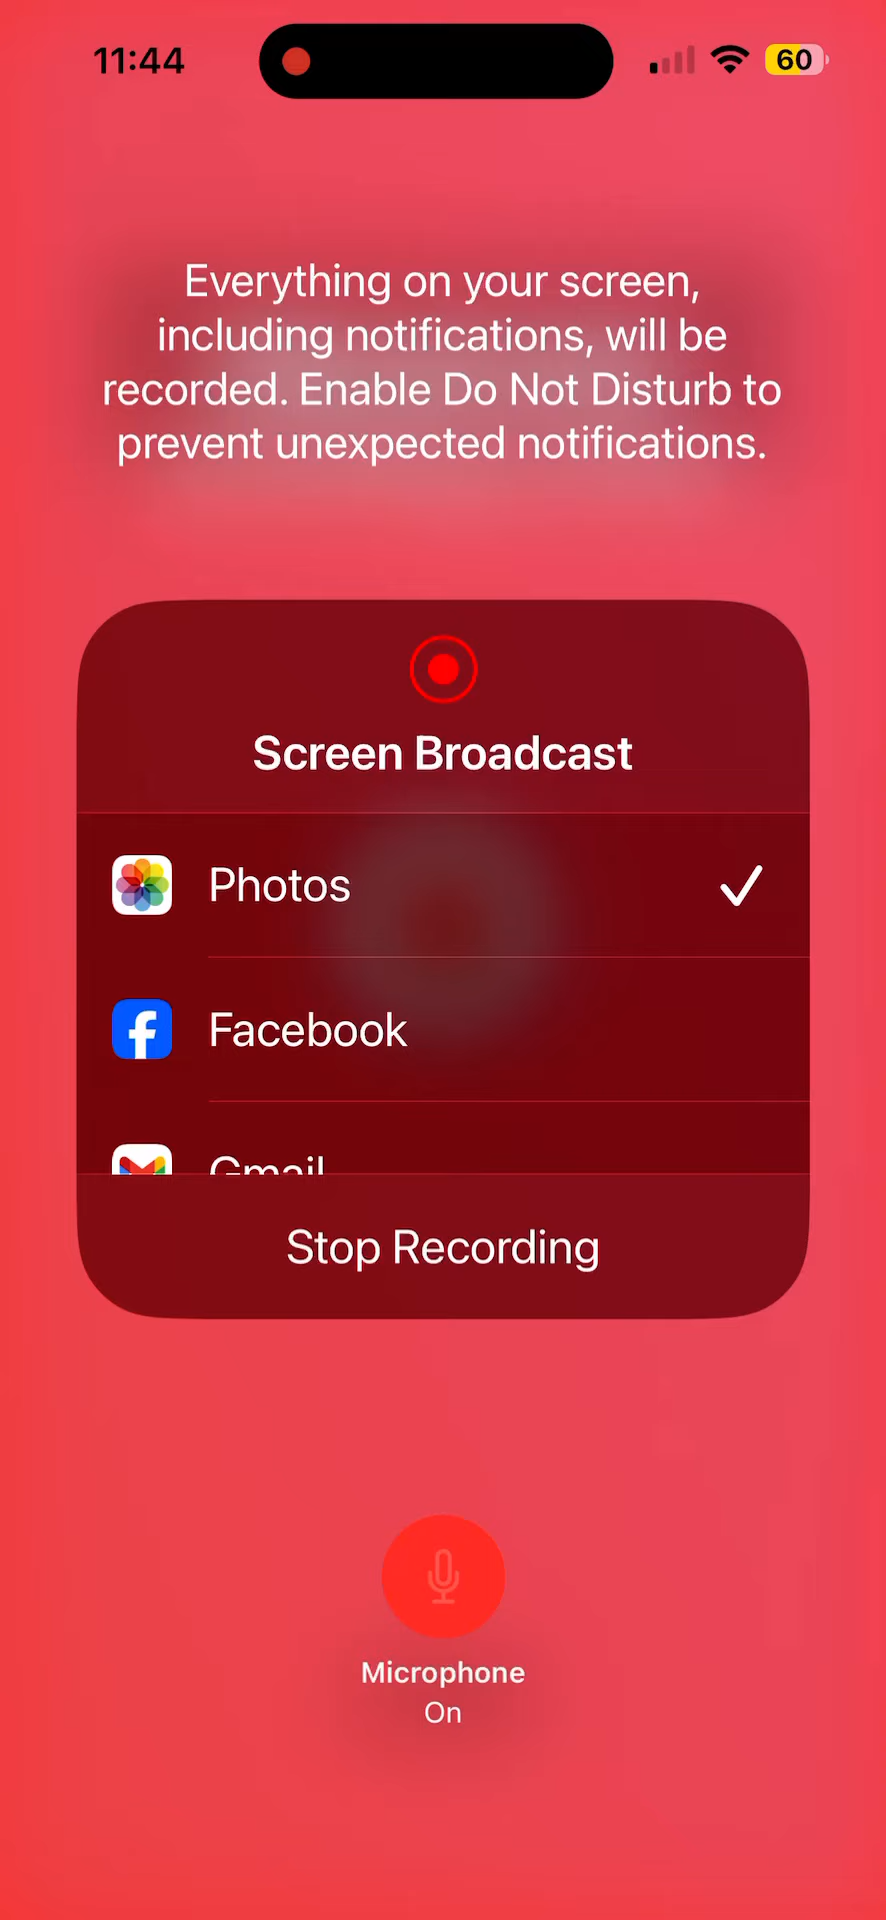 11:44
60
Everything on your screen,
including notifications, will be
recorded. Enable Do Not Disturb to
prevent unexpected notifications.
Screen Broadcast
Photos
Facebook
Gmail
Stop Recording
Microphone
On